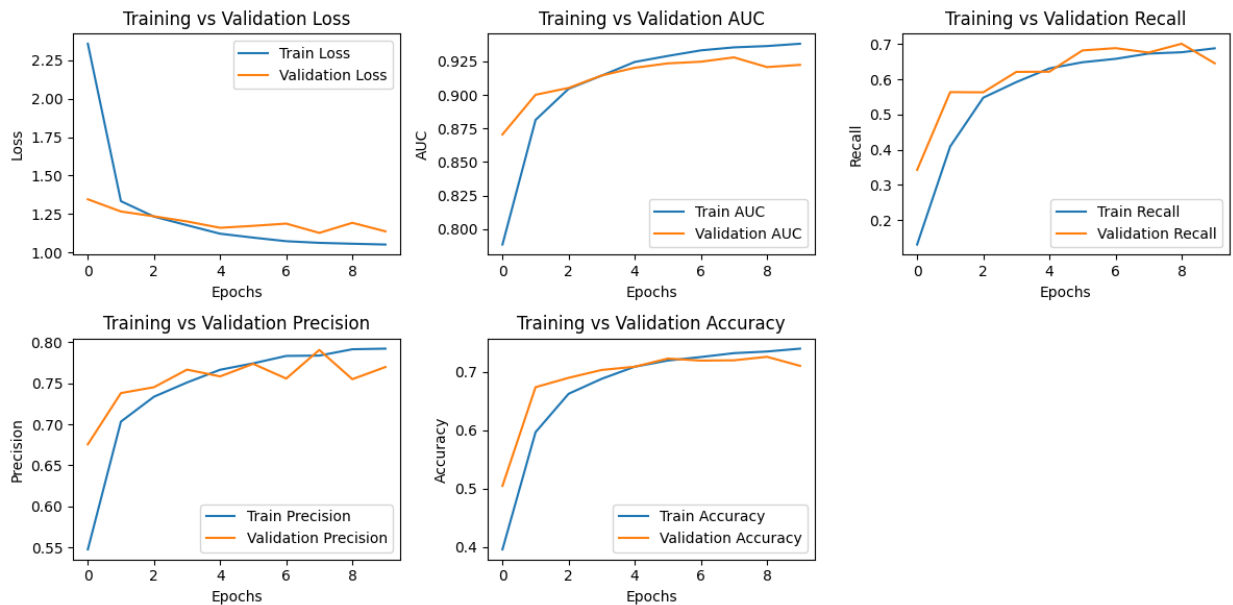 Training vs Validation Loss
Loss
2.25
2.00
1.75
1.50
1.25
1.00
Train Loss
Validation Loss
0 2 4 6 8
Epochs
Training vs Validation AUC
AUC
0.925
0.900
0.875
0.850
0.825
0.800
Train AUC
Validation AUC
0 2 4 6 8
Epochs
Training vs Validation Recall
Recall
0.7
0.6
0.5
0.4
0.3
0.2
Train Recall
Validation Recall
0 2 4 6 8
Epochs
Training vs Validation Precision
Precision
0.80
0.75
0.70
0.65
0.60
0.55
Train Precision
Validation Precision
0 2 4 6 8
Epochs
Training vs Validation Accuracy
Accuracy
0.7
0.6
0.5
0.4
Train Accuracy
Validation Accuracy
0 2 4 6 8
Epochs